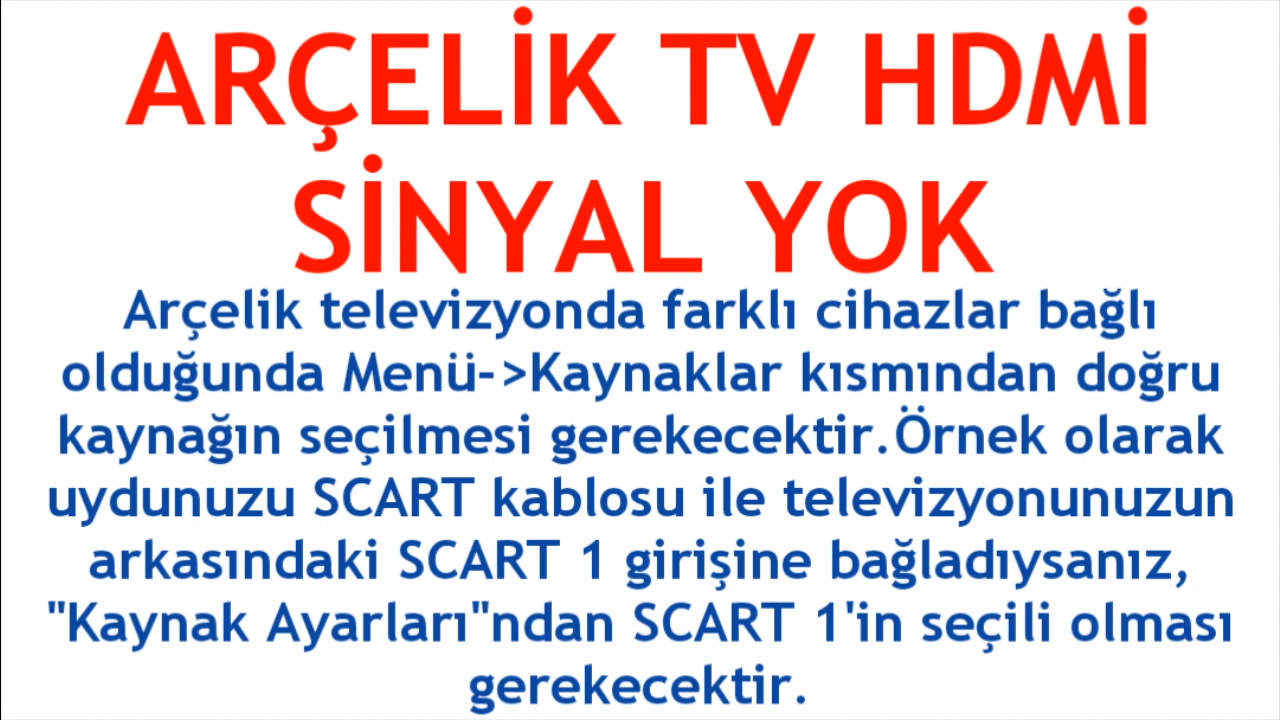 ARÇELİK TV HDMİ
SİNYAL YOK
Arçelik televizyonda farklı cihazlar bağlı
olduğunda Menü->Kaynaklar kısmından doğru
kaynağın seçilmesi gerekecektir.Örnek olarak
uydunuzu SCART kablosu ile televizyonunuzun
arkasındaki SCART 1 girişine bağladıysanız,
"Kaynak Ayarları"ndan SCART 1'in seçili olması
gerekecektir.